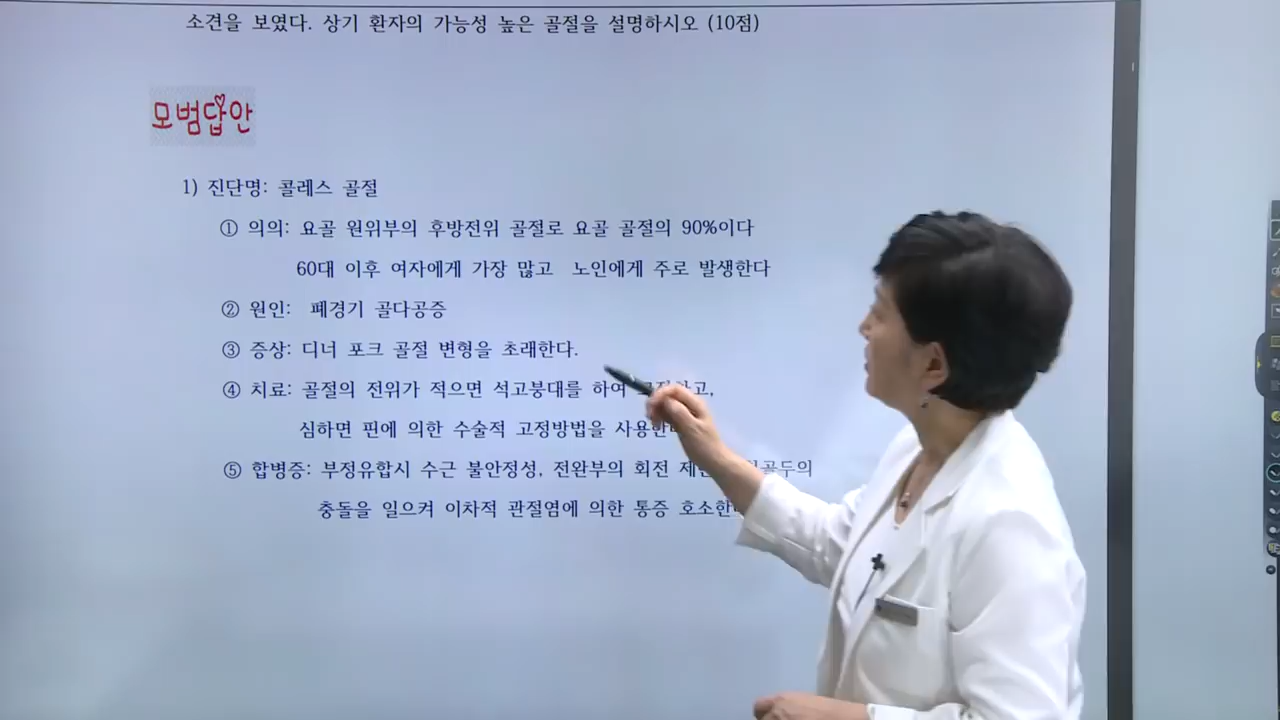 소견을 보였다. 상기 환자의 가능성 높은 골절을 설명하시오 (10점)
모범답안
1) 진단명: 콜레스 골절
① 의의: 요골 원위부의 후방전위 골절로 요골 골절의 90%이다
60대 이후 여자에게 가장 많고 노인에게 주로 발생한다
② 원인: 폐경기 골다공증
③ 증상: 디너 포크 골절 변형을 초래한다.
④ 치료: 골절의 전위가 적으면 석고붕대를 하여
심하면 핀에 의한 수술적 고정방법을 사용한
⑤ 합병증: 부정유합시 수근 불안정성, 전완부의 회전
충돌을 일으켜 이차적 관절염에 의한 통증 호소한